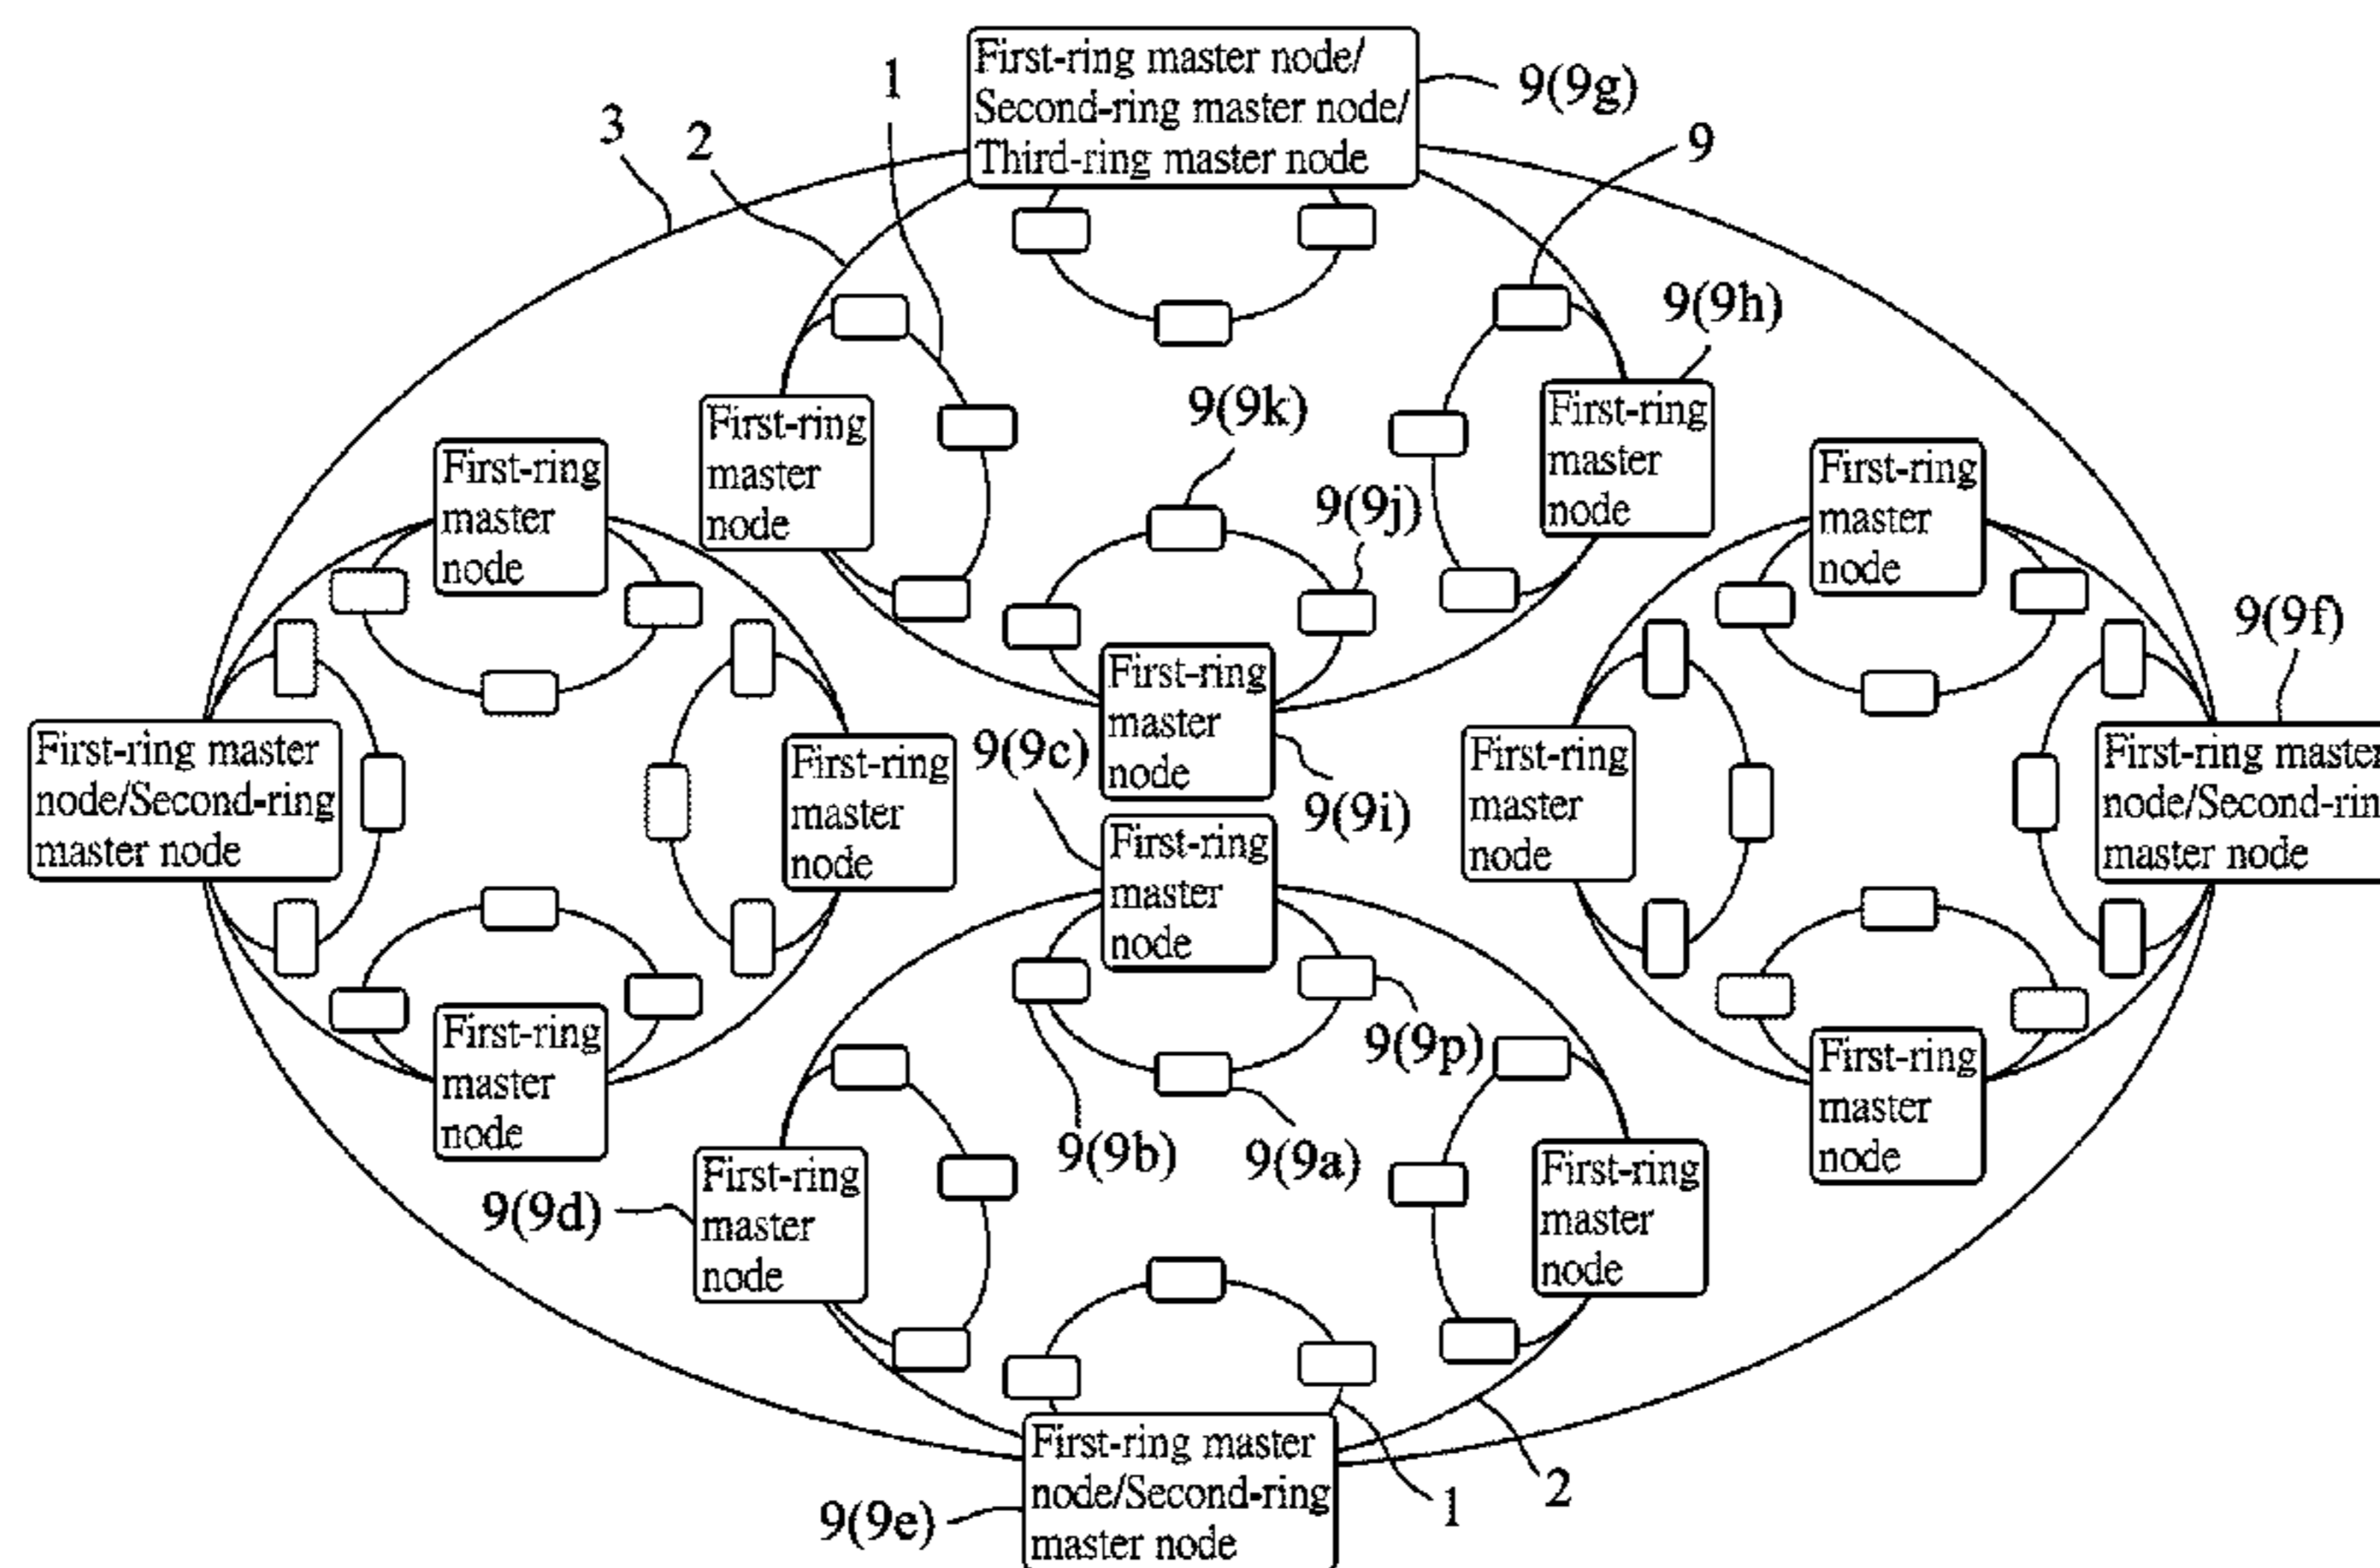 First-ring master node/
Second-ring master node/
Third-ring master node
9(9g)
1
3
2
9
9(9h)
First-ring
master
node
First-ring
master
node
9(9k)
9(9j)
First-ring
master
node
First-ring
master
node
9(9f)
First-ring
master
node
9(9c)
9(9i)
First-ring master
node/Second-ring
master node
First-ring
master
node
First-ring
master
node
First-ring master
node/Second-rin
master node
First-ring
master
node
9(9p)
9(9b)
9(9a)
First-ring
master
node
First-ring
master
node
9(9d)
First-ring
master
node
First-ring
master
node
First-ring master
node/Second-ring
master node
9(9e)
1
2